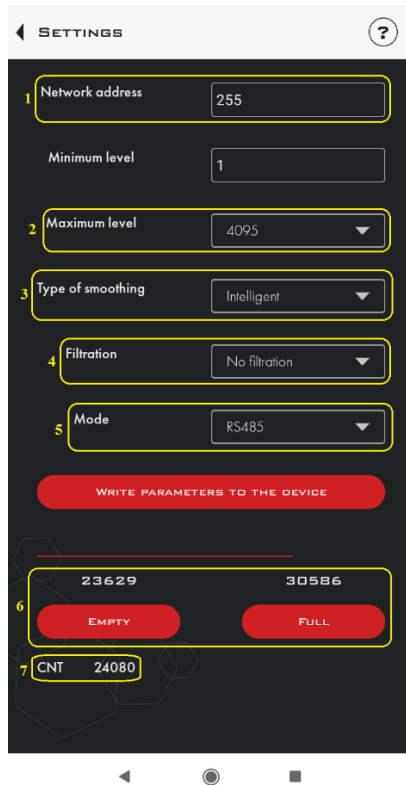 SETTINGS ?
1 Network address 255
Minimum level 1
2 Maximum level 4095
3 Type of smoothing Intelligent
4 Filtration No filtration
5 Mode RS485
WRITE PARAMETERS TO THE DEVICE
23629 30586
6 EMPTY FULL
7 CNT 24080